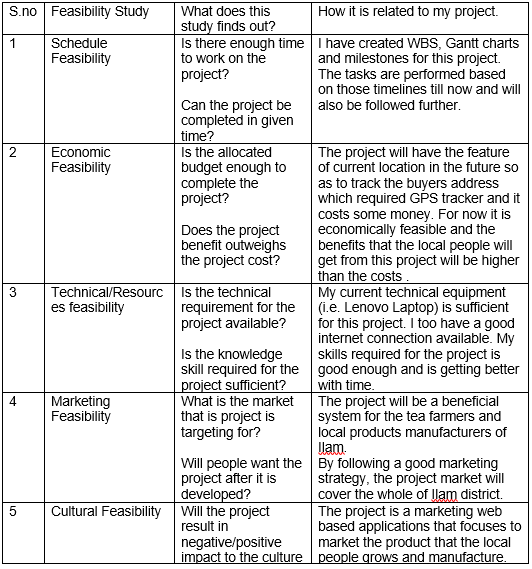 S.no
Feasibility Study
What does this
study finds out?
How it is related to my project.
1
Schedule
Feasibility
Is there enough time
to work on the
project?
Can the project be
completed in given
time?
I have created WBS, Gantt charts
and milestones for this project.
The tasks are performed based
on those timelines till now and will
also be followed further.
2
Economic
Feasibility
Is the allocated
budget enough to
complete the
project?
Does the project
benefit outweighs
the project cost?
The project will have the feature
of current location in the future so
as to track the buyers address
which required GPS tracker and it
costs some money. For now it is
economically feasible and the
benefits that the local people will
get from this project will be higher
than the costs .
3
Technical/Resourc
es feasibility
Is the technical
requirement for the
project available?
Is the knowledge
skill required for the
project sufficient?
My current technical equipment
(i.e. Lenovo Laptop) is sufficient
for this project. I too have a good
internet connection available. My
skills required for the project is
good enough and is getting better
with time.
4
Marketing
Feasibility
What is the market
that is project is
targeting for?
Will people want the
project after it is
developed?
The project will be a beneficial
system for the tea farmers and
local products manufacturers of
Ilam.
By following a good marketing
strategy, the project market will
cover the whole of Ilam district.
5
Cultural Feasibility
Will the project
result in
negative/positive
impact to the culture
The project is a marketing web
based applications that focuses to
market the product that the local
people grows and manufacture.